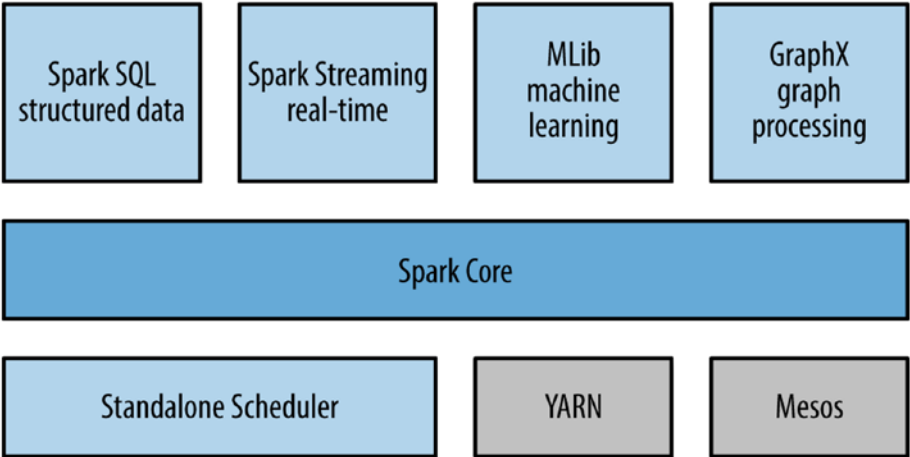 Spark SQL
structured data
Spark Streaming
real-time
MLib
machine
learning
GraphX
graph
processing
Spark Core
Standalone Scheduler
YARN
Mesos